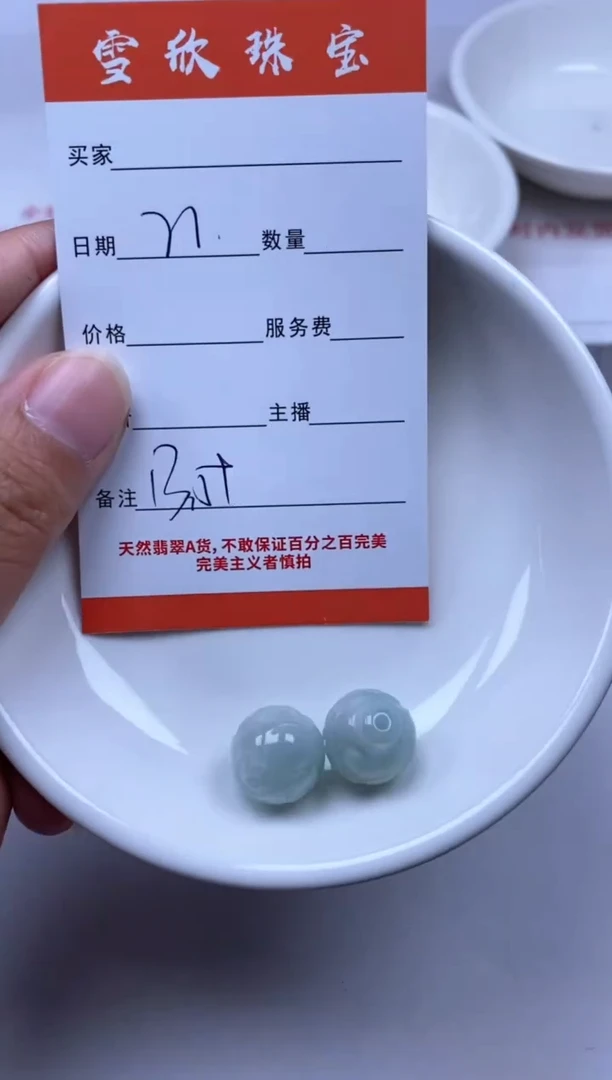 雪欣珠宝
买家
日期 21. 数量
价格 服务费
主播
备注
天然翡翠A货,不敢保证百分之百完美
完美主义者慎拍